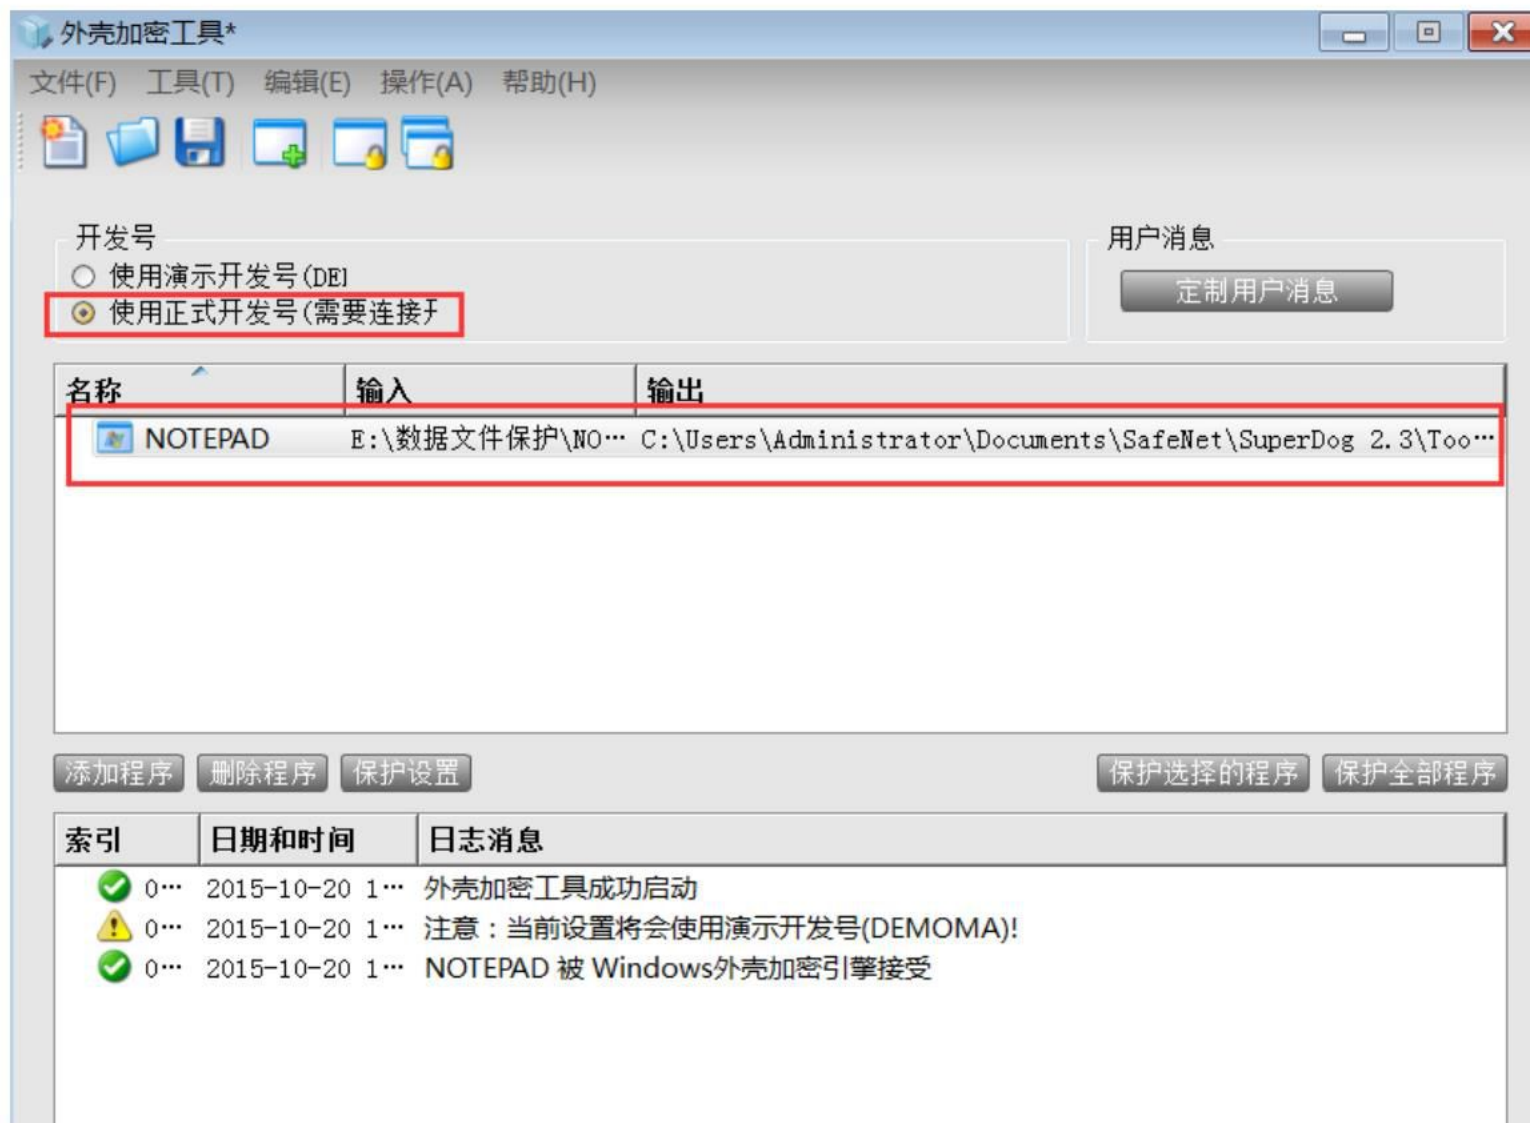 外壳加密工具*
文件(F) 工具(T) 编辑(E) 操作(A) 帮助(H)
开发号 用户消息
使用演示开发号(DE
定制用户消息
使用正式开发号(需要连接
名称 输入 输出
NOTEPAD E:\数据文件保护\NO… C:\Users\Administrator\Documents\SafeNet\SuperDog 2.3\Too…
添加程序 删除程序 保护设置 保护选择的程序 保护全部程序
索引 日期和时间 日志消息
0… 2015-10-20 1… 外壳加密工具成功启动
0… 2015-10-20 1… 注意：当前设置将会使用演示开发号(DEMOMA)!
0… 2015-10-20 1… NOTEPAD 被 Windows外壳加密引擎接受